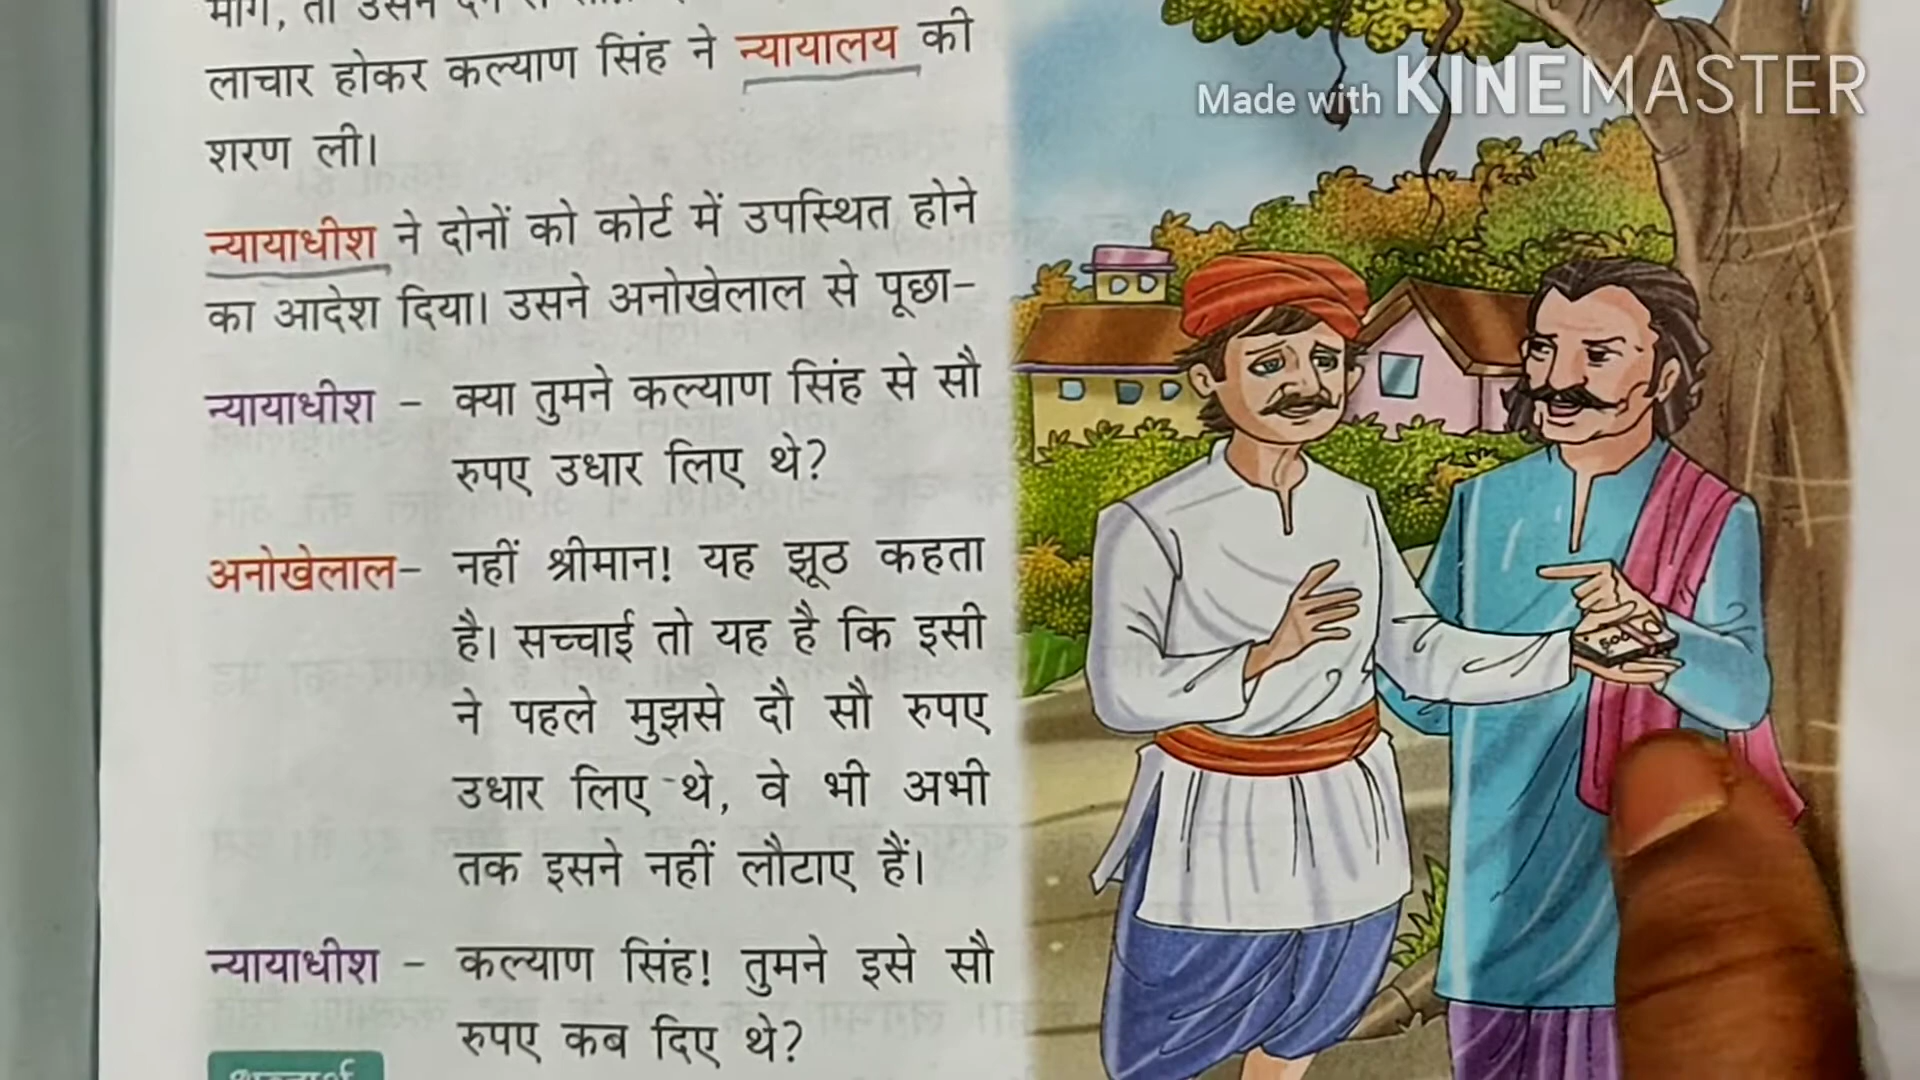 लाचार होकर कल्याण सिंह ने न्यायालय की
शरण ली।
न्यायाधीश ने दोनों को कोर्ट में उपस्थित होने
का आदेश दिया। उसने अनोखेलाल से पूछा-
न्यायाधीश - क्या तुमने कल्याण सिंह से सौ
रुपए उधार लिए थे?
अनोखेलाल- नहीं श्रीमान! यह झूठ कहता
है। सच्चाई तो यह है कि इसी
ने पहले मुझसे दौ सौ रुपए
उधार लिए थे, वे भी अभी
तक इसने नहीं लौटाए हैं।
न्यायाधीश - कल्याण सिंह! तुमने इसे सौ
रुपए कब दिए थे?
Made with KINEMASTER
500